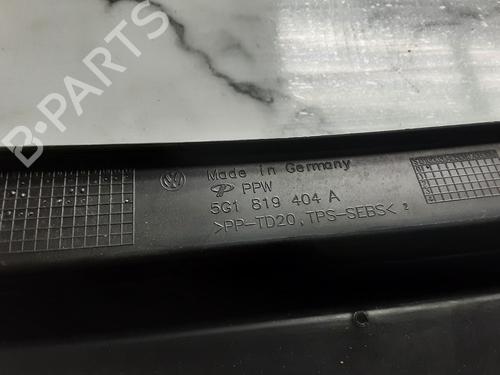 B-PARTS
Made in Germany
PPW
5G1 819 404 A
>PP-TD20,TPS-SEBS<